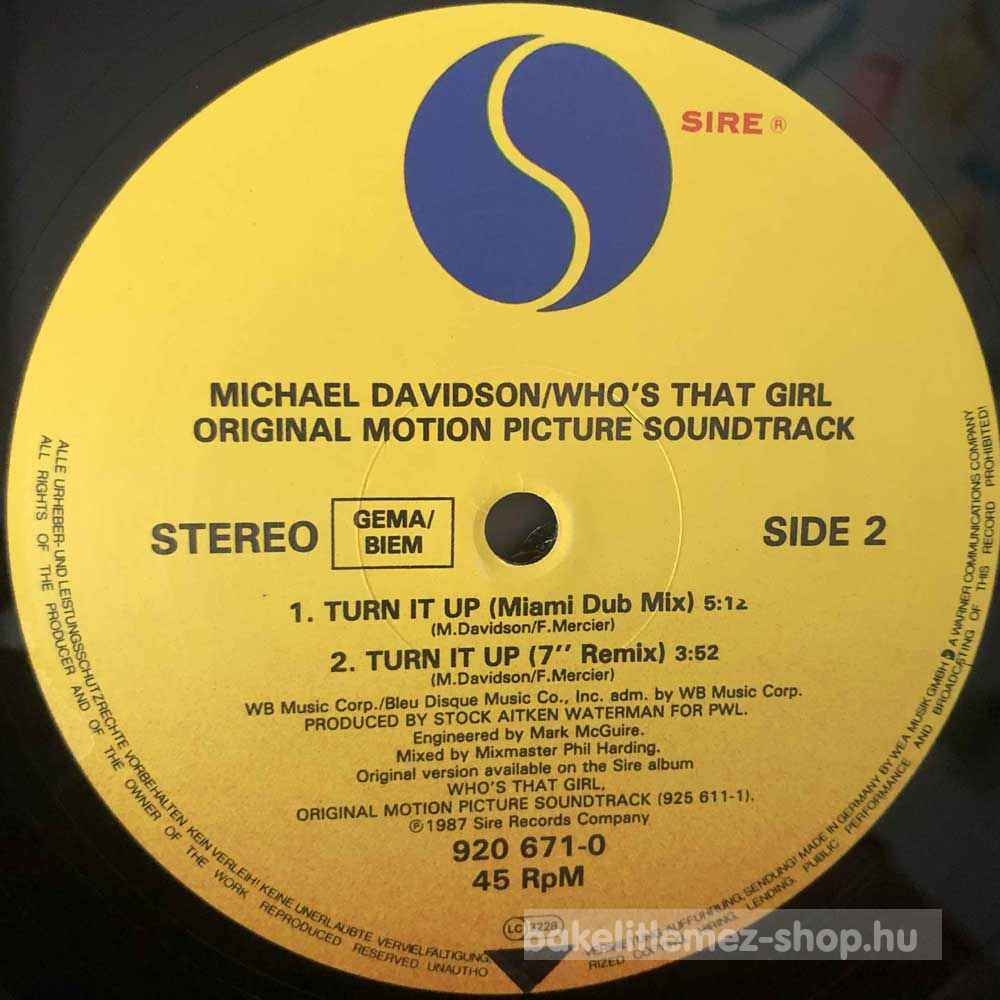 SIRE ®
MICHAEL DAVIDSON/WHO'S THAT GIRL
ORIGINAL MOTION PICTURE SOUNDTRACK
STEREO
GEMA/
BIEM
SIDE 2
1. TURN IT UP (Miami Dub Mix) 5:12
(M.Davidson/F.Mercier)
2. TURN IT UP (7'' Remix) 3:52
(M.Davidson/F.Mercier)
WB Music Corp./Bleu Disque Music Co., Inc. adm. by WB Music Corp.
PRODUCED BY STOCK AITKEN WATERMAN FOR PWL.
Engineered by Mark McGuire.
Mixed by Mixmaster Phil Harding.
Original version available on the Sire album
WHO'S THAT GIRL,
ORIGINAL MOTION PICTURE SOUNDTRACK (925 611-1).
℗1987 Sire Records Company
920 671-0
45 RpM
LC 3228
ALLE URHEBER-UND LEISTUNGSSCHUTZRECHTE VORBEHALTEN KEIN VERLEIH! KEINE UNERLAUBTE VERVIELFÄLTIGUNG,
AUFFÜHRUNG, SENDUNG! MADE IN GERMANY BY WEA MUSIK GMBH A WARNER COMMUNICATIONS COMPANY
ALL RIGHTS OF THE PRODUCER AND OF THE OWNER OF THE WORK REPRODUCED RESERVED UNAUTHO
RIZED LENDING, PUBLIC PERFORMANCE AND BROADCASTING OF THIS RECORD PROHIBITED!
bakelitlemez-shop.hu